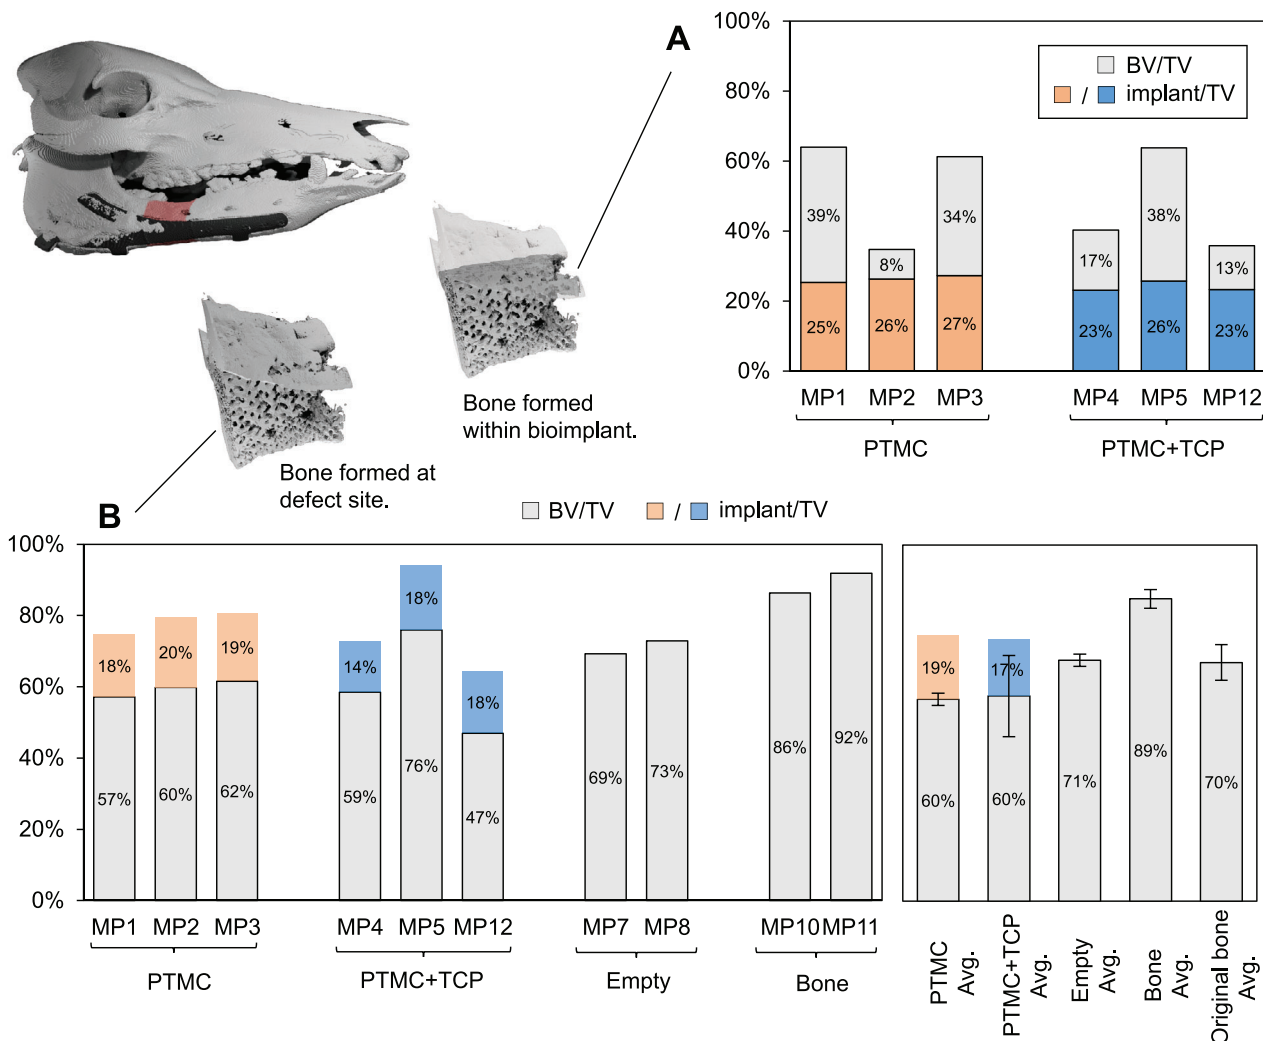 A
100%
80%
60%
40%
20%
0%
BV/TV
/ implant/TV
39%
8%
34%
17%
38%
13%
25%
26%
27%
23%
26%
23%
MP1 MP2 MP3 MP4 MP5 MP12
PTMC PTMC+TCP
Bone formed
within bioimplant.
Bone formed at
defect site.
B
BV/TV / implant/TV
100%
80%
60%
40%
20%
0%
18%
20%
19%
14%
18%
18%
57%
60%
62%
59%
76%
47%
69%
73%
86%
92%
MP1 MP2 MP3 MP4 MP5 MP12 MP7 MP8 MP10 MP11
PTMC PTMC+TCP Empty Bone
19%
17%
60%
60%
71%
89%
70%
PTMC
Avg.
PTMC+TCP
Avg.
Empty
Avg.
Bone
Avg.
Original bone
Avg.